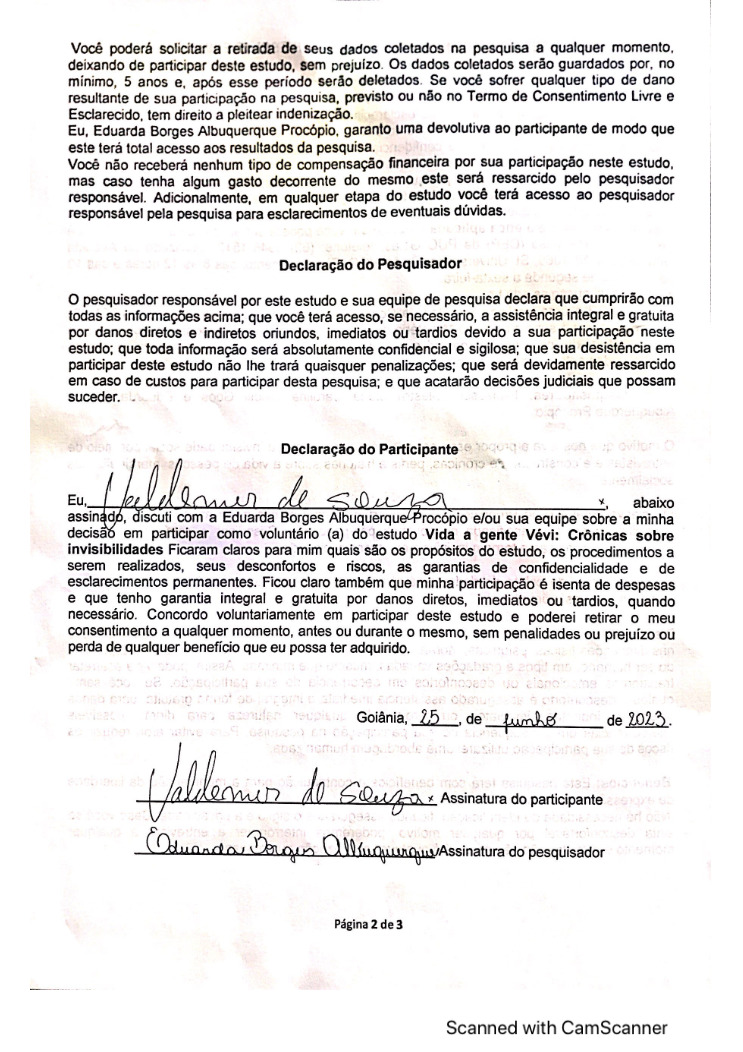 Você poderá solicitar a retirada de seus dados coletados na pesquisa a qualquer momento,
deixando de participar deste estudo, sem prejuízo. Os dados coletados serão guardados por, no
mínimo, 5 anos e, após esse período serão deletados. Se você sofrer qualquer tipo de dano
resultante de sua participação na pesquisa, previsto ou não no Termo de Consentimento Livre e
Esclarecido, tem direito a pleitear indenização.
Eu, Eduarda Borges Albuquerque Procópio, garanto uma devolutiva ao participante de modo que
este terá total acesso aos resultados da pesquisa.
Você não receberá nenhum tipo de compensação financeira por sua participação neste estudo,
mas caso tenha algum gasto decorrente do mesmo este será ressarcido pelo pesquisador
responsável. Adicionalmente, em qualquer etapa do estudo você terá acesso ao pesquisador
responsável pela pesquisa para esclarecimentos de eventuais dúvidas.
Declaração do Pesquisador
O pesquisador responsável por este estudo e sua equipe de pesquisa declara que cumprirão com
todas as informações acima; que você terá acesso, se necessário, a assistência integral e gratuita
por danos diretos e indiretos oriundos, imediatos ou tardios devido a sua participação neste
estudo; que toda informação será absolutamente confidencial e sigilosa; que sua desistência em
participar deste estudo não lhe trará quaisquer penalizações; que será devidamente ressarcido
em caso de custos para participar desta pesquisa; e que acatarão decisões judiciais que possam
suceder.
Declaração do Participante
Eu, Valdemir de Souza x, abaixo
assinado, discuti com a Eduarda Borges Albuquerque Procópio e/ou sua equipe sobre a minha
decisão em participar como voluntário (a) do estudo Vida a gente Vévi: Crônicas sobre
invisibilidades Ficaram claros para mim quais são os propósitos do estudo, os procedimentos a
serem realizados, seus desconfortos e riscos, as garantias de confidencialidade e de
esclarecimentos permanentes. Ficou claro também que minha participação é isenta de despesas
e que tenho garantia integral e gratuita por danos diretos, imediatos ou tardios, quando
necessário. Concordo voluntariamente em participar deste estudo e poderei retirar o meu
consentimento a qualquer momento, antes ou durante o mesmo, sem penalidades ou prejuízo ou
perda de qualquer benefício que eu possa ter adquirido.
Goiânia, 25, de junho de 2023.
Valdemir de Souza x Assinatura do participante
Eduarda Borges Albuquerque Assinatura do pesquisador
Página 2 de 3
Scanned with CamScanner